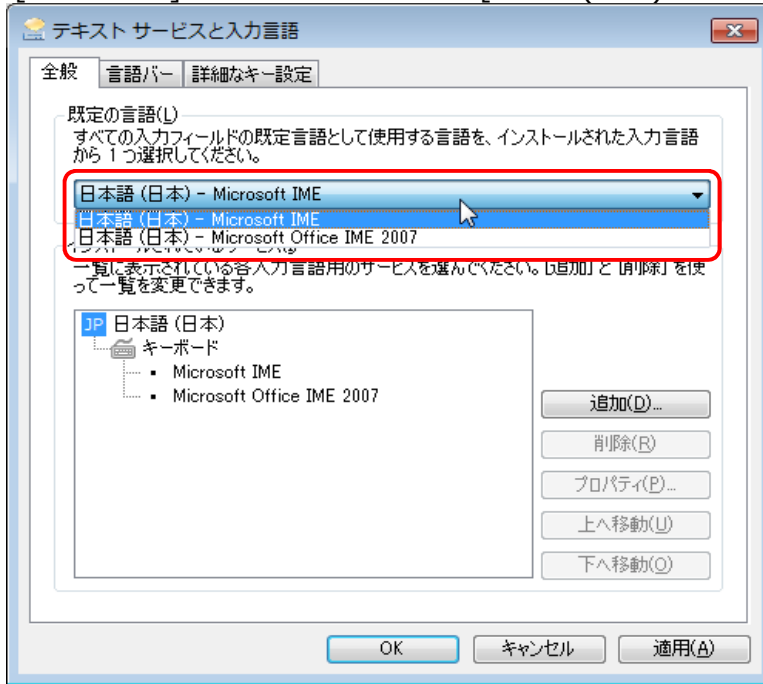 テキスト サービスと入力言語
全般 言語バー 詳細なキー設定
既定の言語(L)
すべての入力フィールドの既定言語として使用する言語を、インストールされた入力言語
から 1 つ選択してください。
日本語 (日本) - Microsoft IME
日本語 (日本) - Microsoft IME
日本語 (日本) - Microsoft Office IME 2007
一覧に表示されている各入力言語用のサービスを選んでください。[追加] と [削除] を使
って一覧を変更できます。
JP 日本語 (日本)
キーボード
▪ Microsoft IME
▪ Microsoft Office IME 2007
追加(D)...
削除(R)
プロパティ(P)...
上へ移動(U)
下へ移動(O)
OK キャンセル 適用(A)